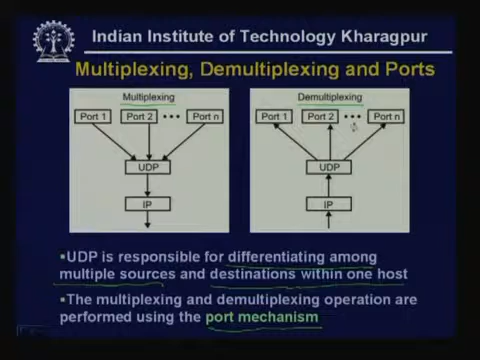 Indian Institute of Technology Kharagpur
Multiplexing, Demultiplexing and Ports
Multiplexing
Port 1 Port 2 ••• Port n
UDP
IP
Demultiplexing
Port 1 Port 2 ••• Port n
UDP
IP
▪UDP is responsible for differentiating among
multiple sources and destinations within one host
▪The multiplexing and demultiplexing operation are
performed using the port mechanism